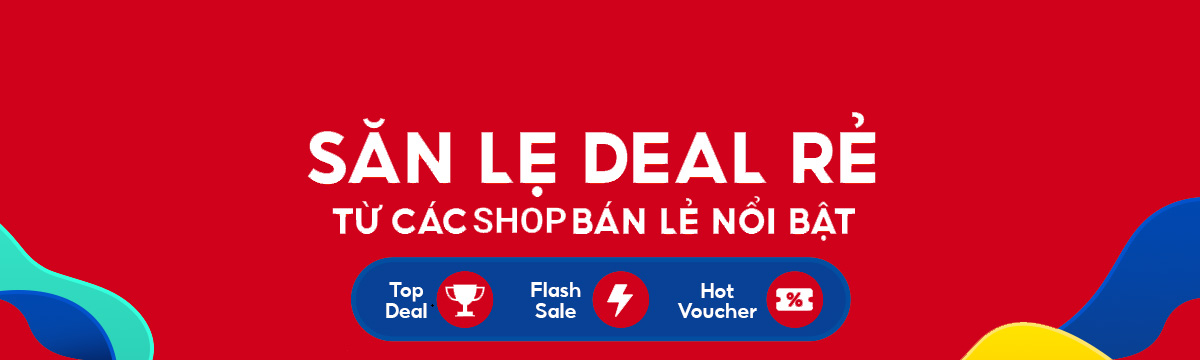 SĂN LẸ DEAL RẺ
TỪ CÁC SHOP BÁN LẺ NỔI BẬT
Top Deal
Flash Sale
Hot Voucher